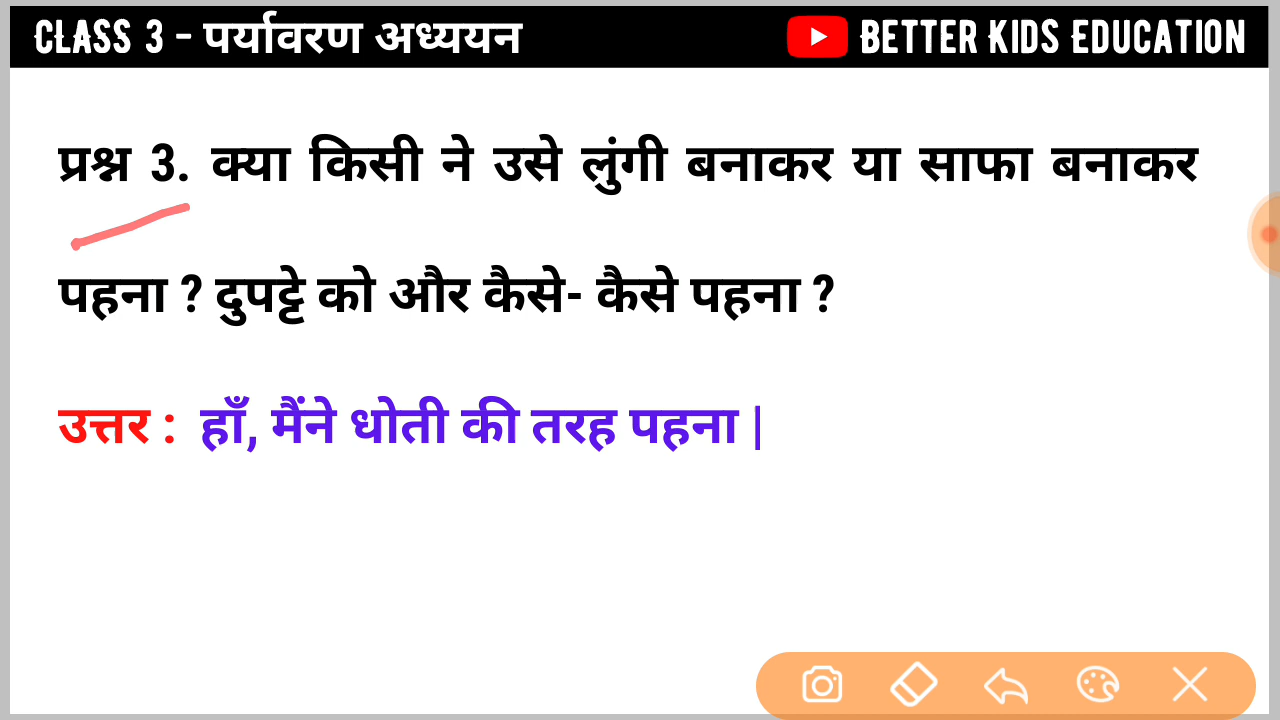 CLASS 3 - पर्यावरण अध्ययन
BETTER KIDS EDUCATION
प्रश्न 3. क्या किसी ने उसे लुंगी बनाकर या साफा बनाकर
पहना ? दुपट्टे को और कैसे- कैसे पहना ?
उत्तर : हाँ, मैंने धोती की तरह पहना |